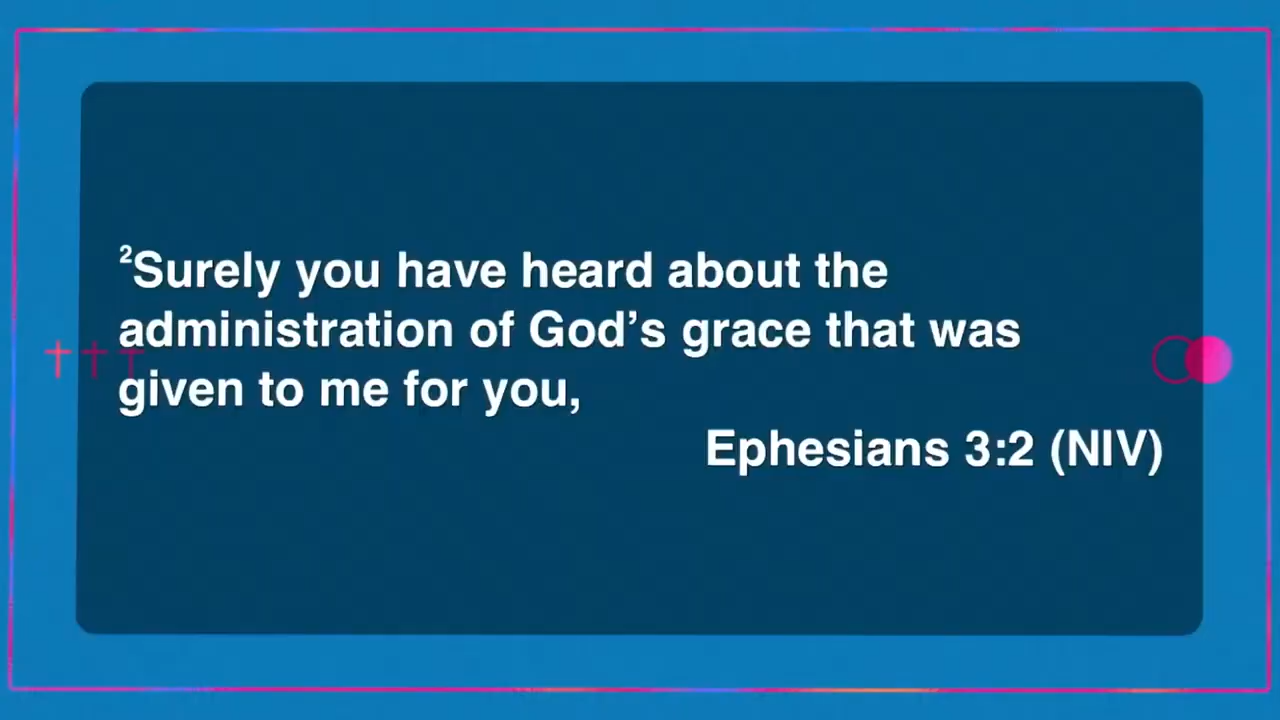 ²Surely you have heard about the
administration of God’s grace that was
given to me for you,
Ephesians 3:2 (NIV)